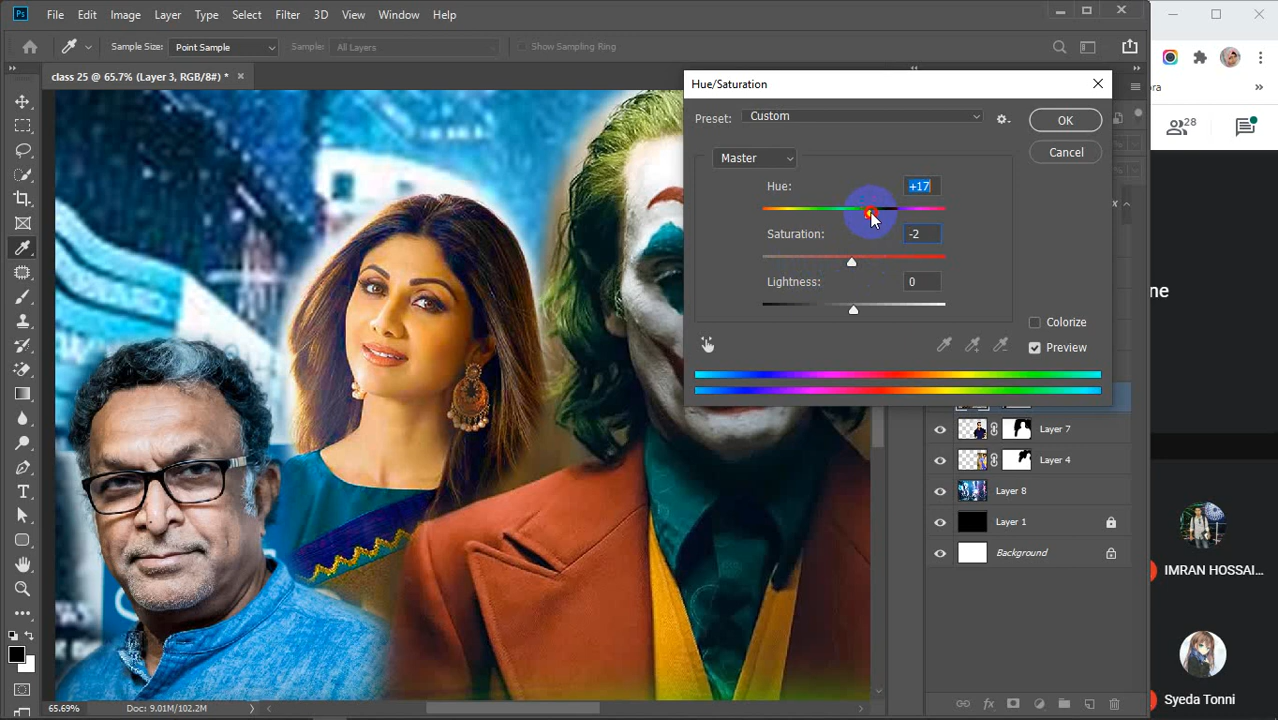 Ps File Edit Image Layer Type Select Filter 3D View Window Help
Sample Size: Point Sample Sample: All Layers Show Sampling Ring
class 25 @ 65.7% (Layer 3, RGB/8#) *
Hue/Saturation
Preset: Custom OK
Master Cancel
Hue: +17
Saturation: -2
Lightness: 0
Colorize
Preview
Layer 7
Layer 4
Layer 8
Layer 1
Background
65.69% Doc: 9.01M/102.2M
ora
28
ne
IMRAN HOSSAI...
Syeda Tonni